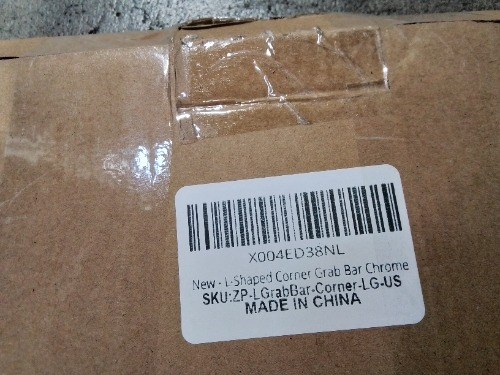 X004ED38NL
New - L-Shaped Corner Grab Bar Chrome
SKU:ZP-LGrabBar-Corner-LG-US
MADE IN CHINA